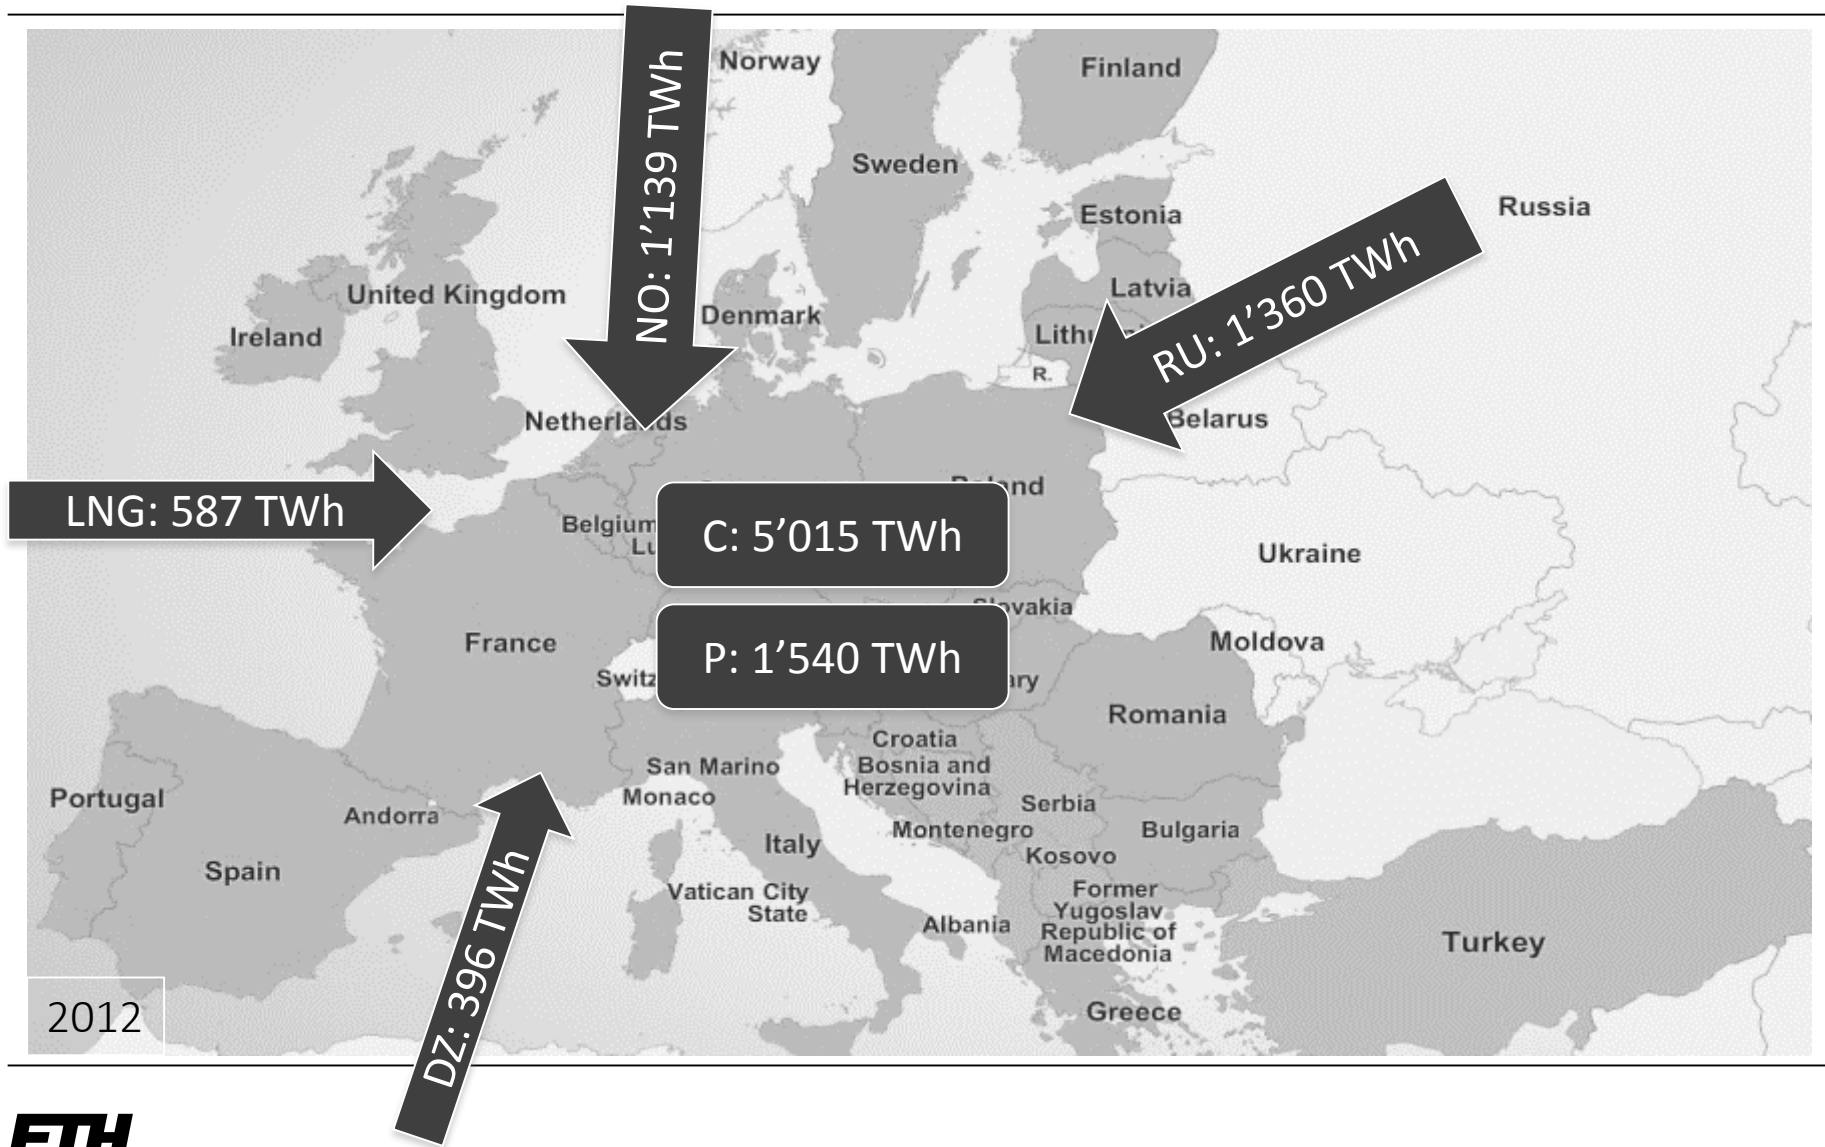 Norway
Finland
NO: 1’139 TWh
Sweden
Russia
Estonia
RU: 1’360 TWh
Latvia
United Kingdom
Denmark
Ireland
R.
Netherlands
Belarus
LNG: 587 TWh
Belgium
C: 5’015 TWh
Ukraine
P: 1’540 TWh
Moldova
France
Romania
Croatia
San Marino
Bosnia and
Herzegovina
Monaco
Portugal
Andorra
Serbia
Montenegro
Bulgaria
Italy
Kosovo
Spain
Vatican City
State
Former
Yugoslav
Republic of
Macedonia
Albania
Turkey
DZ: 396 TWh
Greece
2012
ETH